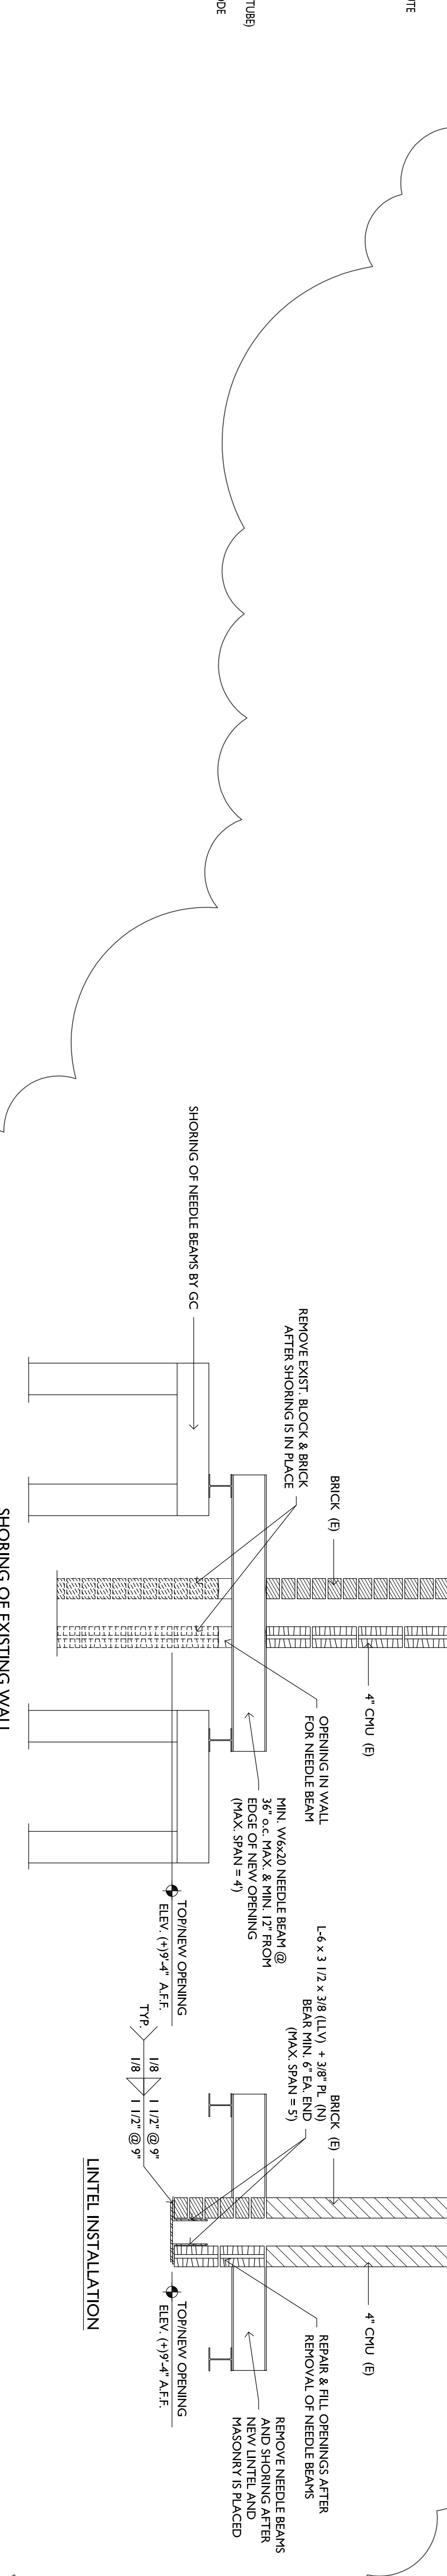 TE
TUBE)
DE
SHORING OF NEEDLE BEAMS BY GC
REMOVE EXIST. BLOCK & BRICK
AFTER SHORING IS IN PLACE
BRICK (E)
4" CMU (E)
OPENING IN WALL
FOR NEEDLE BEAM
MIN. W6x20 NEEDLE BEAM @
36" o.c. MAX. & MIN. 12" FROM
EDGE OF NEW OPENING
(MAX. SPAN = 4')
TOP/NEW OPENING
ELEV. (+)9'-4" A.F.F.
SHORING OF EXISTING WALL
BRICK (E)
L-6 x 3 1/2 x 3/8 (LLV) + 3/8" PL (N)
BEAR MIN. 6" EA. END
(MAX. SPAN = 5')
TYP.
1/8 1 1/2" @ 9"
1/8 1 1/2" @ 9"
4" CMU (E)
REPAIR & FILL OPENINGS AFTER
REMOVAL OF NEEDLE BEAMS
REMOVE NEEDLE BEAMS
AND SHORING AFTER
NEW LINTEL AND
MASONRY IS PLACED
TOP/NEW OPENING
ELEV. (+)9'-4" A.F.F.
LINTEL INSTALLATION